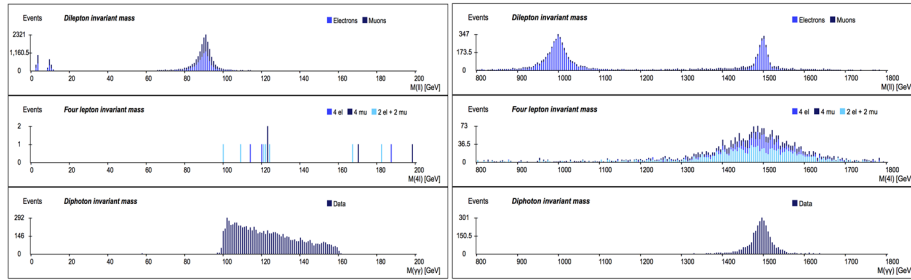 Events Dilepton invariant mass Electrons Muons
2321
1,160.5
0
0 20 40 60 80 100 120 140 160 180 200
M(ll) [GeV]
Events Four lepton invariant mass 4 el 4 mu 2 el + 2 mu
2
1
0
0 20 40 60 80 100 120 140 160 180 200
M(4l) [GeV]
Events Diphoton invariant mass Data
292
146
0
0 20 40 60 80 100 120 140 160 180 200
M(γγ) [GeV]
Events Dilepton invariant mass Electrons Muons
347
173.5
0
800 900 1000 1100 1200 1300 1400 1500 1600 1700 1800
M(ll) [GeV]
Events Four lepton invariant mass 4 el 4 mu 2 el + 2 mu
73
36.5
0
800 900 1000 1100 1200 1300 1400 1500 1600 1700 1800
M(4l) [GeV]
Events Diphoton invariant mass Data
301
150.5
0
800 900 1000 1100 1200 1300 1400 1500 1600 1700 1800
M(γγ) [GeV]